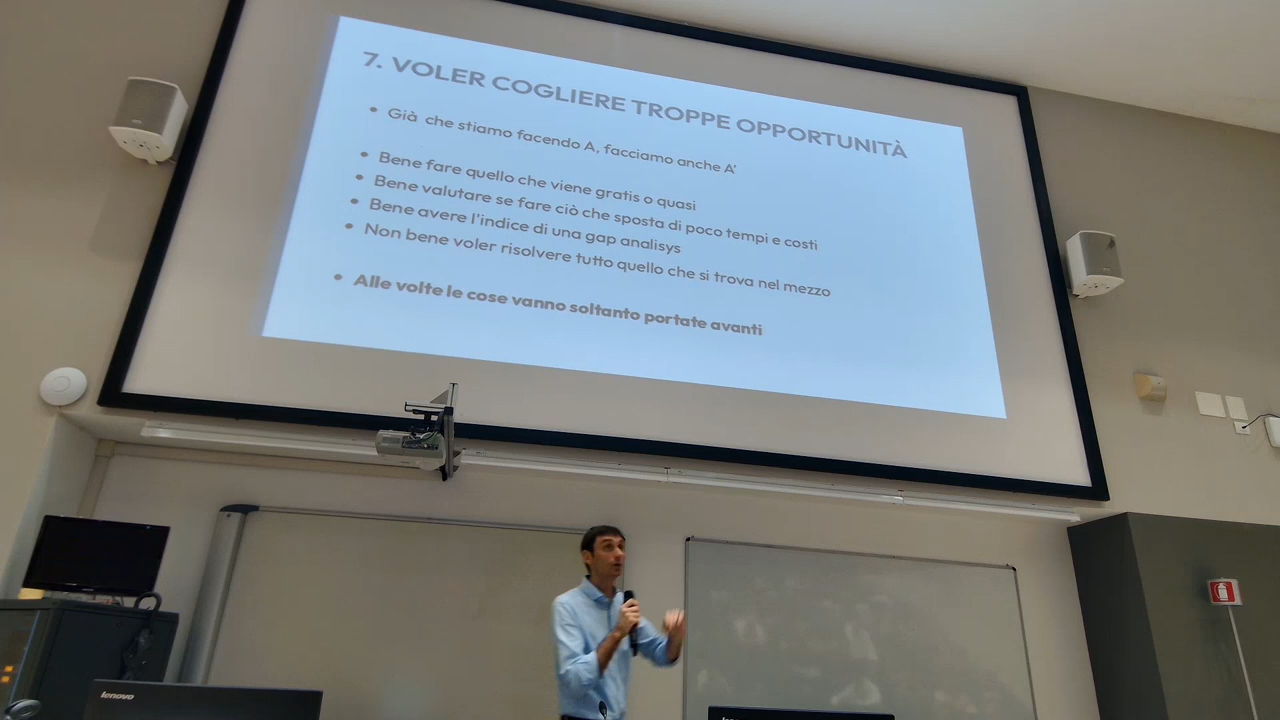 7. VOLER COGLIERE TROPPE OPPORTUNITÀ
• Già che stiamo facendo A, facciamo anche A'
• Bene fare quello che viene gratis o quasi
• Bene valutare se fare ciò che sposta di poco tempi e costi
• Bene avere l'indice di una gap analisys
• Non bene voler risolvere tutto quello che si trova nel mezzo
• Alle volte le cose vanno soltanto portate avanti
lenovo